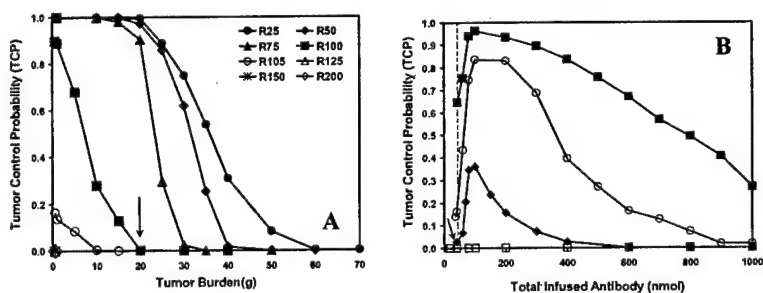 Tumor Control Probability (TCP)
1.0
0.8
0.6
0.4
0.2
0.0
R25 R50
R75 R100
R105 R125
R150 R200
A
0 10 20 30 40 50 60 70
Tumor Burden(g)
Tumor Control Probability (TCP)
1.0
0.9
0.8
0.7
0.6
0.5
0.4
0.3
0.2
0.1
0.0
B
0 200 400 600 800 1000
Total Infused Antibody (nmol)